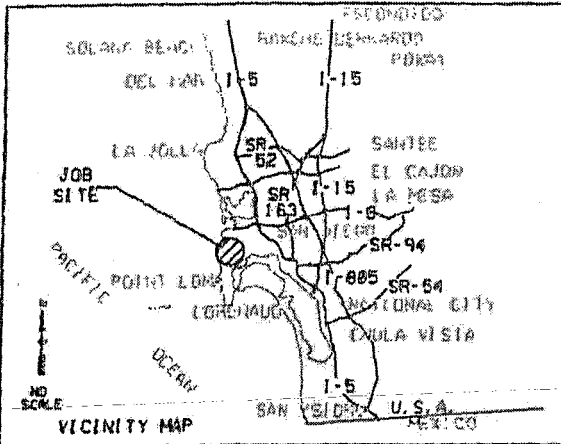 ESCONDIDO
SOLANA BEACH
RANCHO BERNARDO
POWAY
DEL MAR
I-5
I-15
LA JOLLA
SR 52
SANTEE
EL CAJON
JOB SITE
SR 163
I-15
LA MESA
I-8
SAN DIEGO
SR-94
PACIFIC
POINT LOMA
I-805
SR-54
CORONADO
NATIONAL CITY
CHULA VISTA
OCEAN
NO SCALE
I-5
SAN YSIDRO
U.S.A.
MEXICO
VICINITY MAP